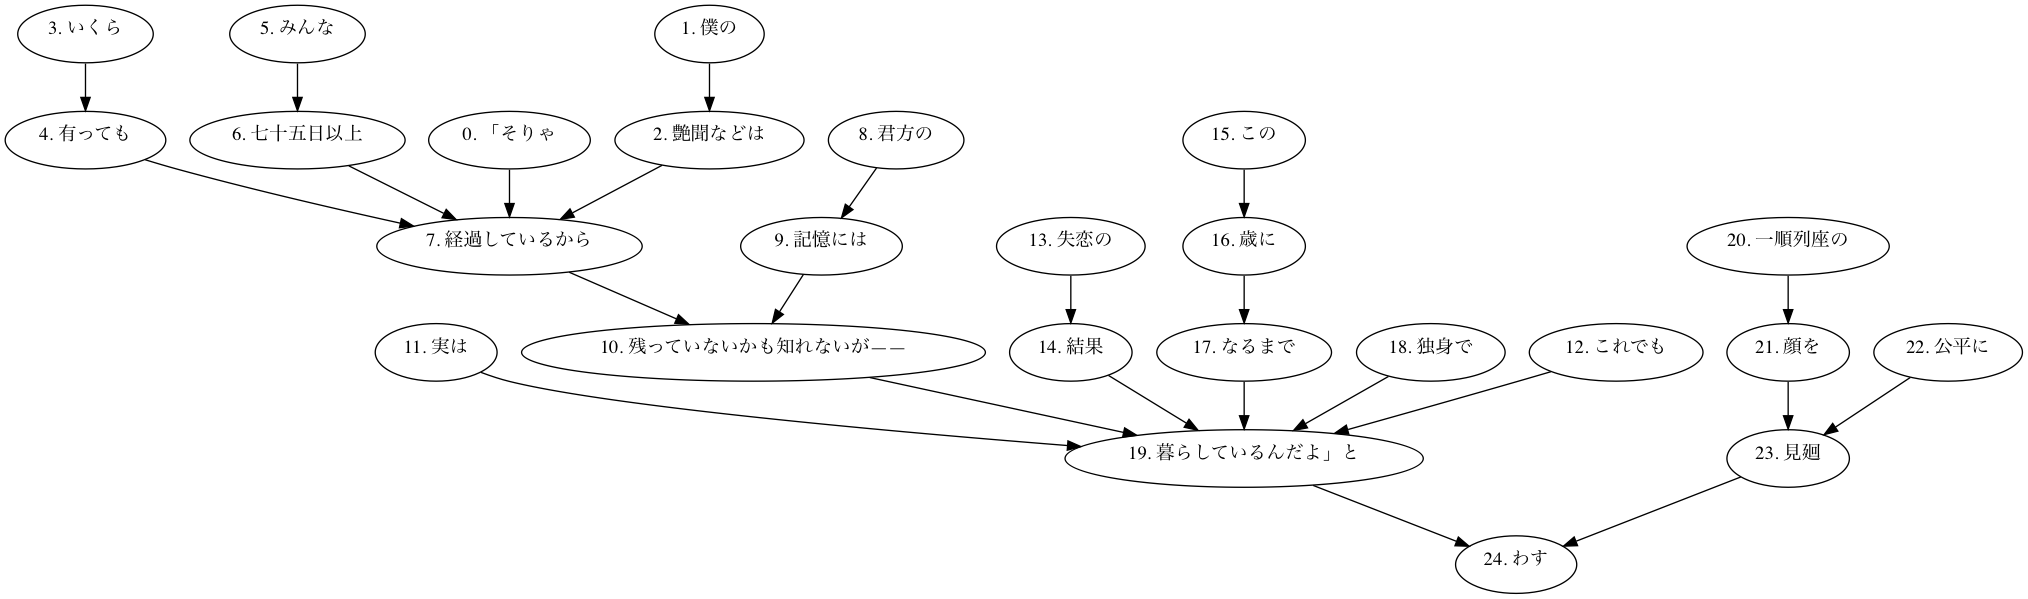 3. いくら
5. みんな
1. 僕の
4. 有っても
6. 七十五日以上
0. 「そりゃ
2. 艶聞などは
8. 君方の
15. この
7. 経過しているから
9. 記憶には
13. 失恋の
16. 歳に
20. 一順列座の
11. 実は
10. 残っていないかも知れないが――
14. 結果
17. なるまで
18. 独身で
12. これでも
21. 顔を
22. 公平に
19. 暮らしているんだよ」と
23. 見廻
24. わす